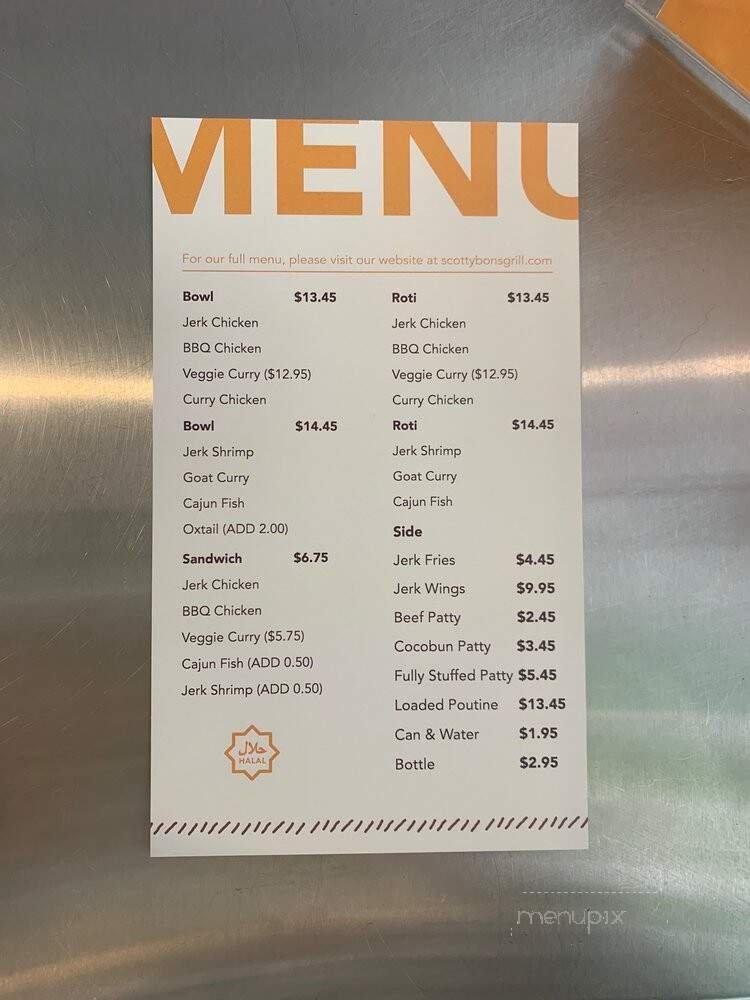 MENU
For our full menu, please visit our website at scottybonsgrill.com
Bowl $13.45
Jerk Chicken
BBQ Chicken
Veggie Curry ($12.95)
Curry Chicken
Bowl $14.45
Jerk Shrimp
Goat Curry
Cajun Fish
Oxtail (ADD 2.00)
Sandwich $6.75
Jerk Chicken
BBQ Chicken
Veggie Curry ($5.75)
Cajun Fish (ADD 0.50)
Jerk Shrimp (ADD 0.50)
حلال
HALAL
Roti $13.45
Jerk Chicken
BBQ Chicken
Veggie Curry ($12.95)
Curry Chicken
Roti $14.45
Jerk Shrimp
Goat Curry
Cajun Fish
Side
Jerk Fries $4.45
Jerk Wings $9.95
Beef Patty $2.45
Cocobun Patty $3.45
Fully Stuffed Patty $5.45
Loaded Poutine $13.45
Can & Water $1.95
Bottle $2.95
menupix